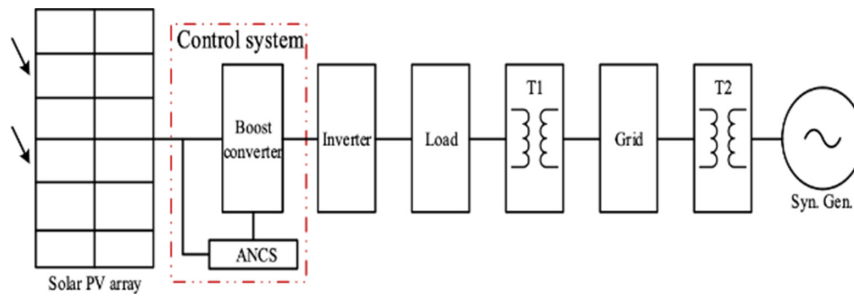 Control system
Boost
converter
ANCS
Inverter
Load
T1
Grid
T2
Syn. Gen.
Solar PV array